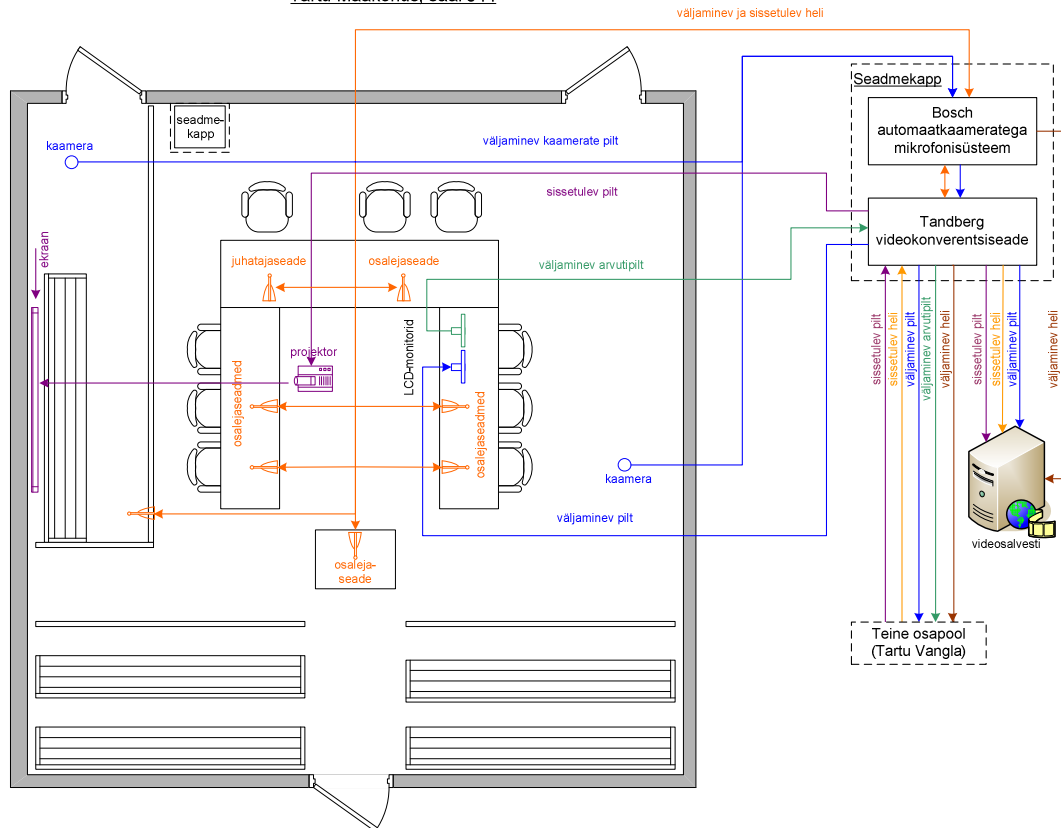 väljaminev ja sissetulev heli
Seadmekapp
Bosch
automaatkaameratega
mikrofonisüsteem
seadme-
kapp
kaamera
väljaminev kaamerate pilt
sissetulev pilt
Tandberg
videokonverentsiseade
ekraan
juhatajaseade
osalejaseade
väljaminev arvutipilt
projektor
LCD-monitorid
osalejaseadmed
osalejaseadmed
sissetulev pilt
sissetulev heli
väljaminev pilt
väljaminev arvutipilt
väljaminev heli
sissetulev pilt
sissetulev heli
väljaminev pilt
väljaminev heli
kaamera
väljaminev pilt
videosalvesti
osaleja-
seade
Teine osapool
(Tartu Vangla)